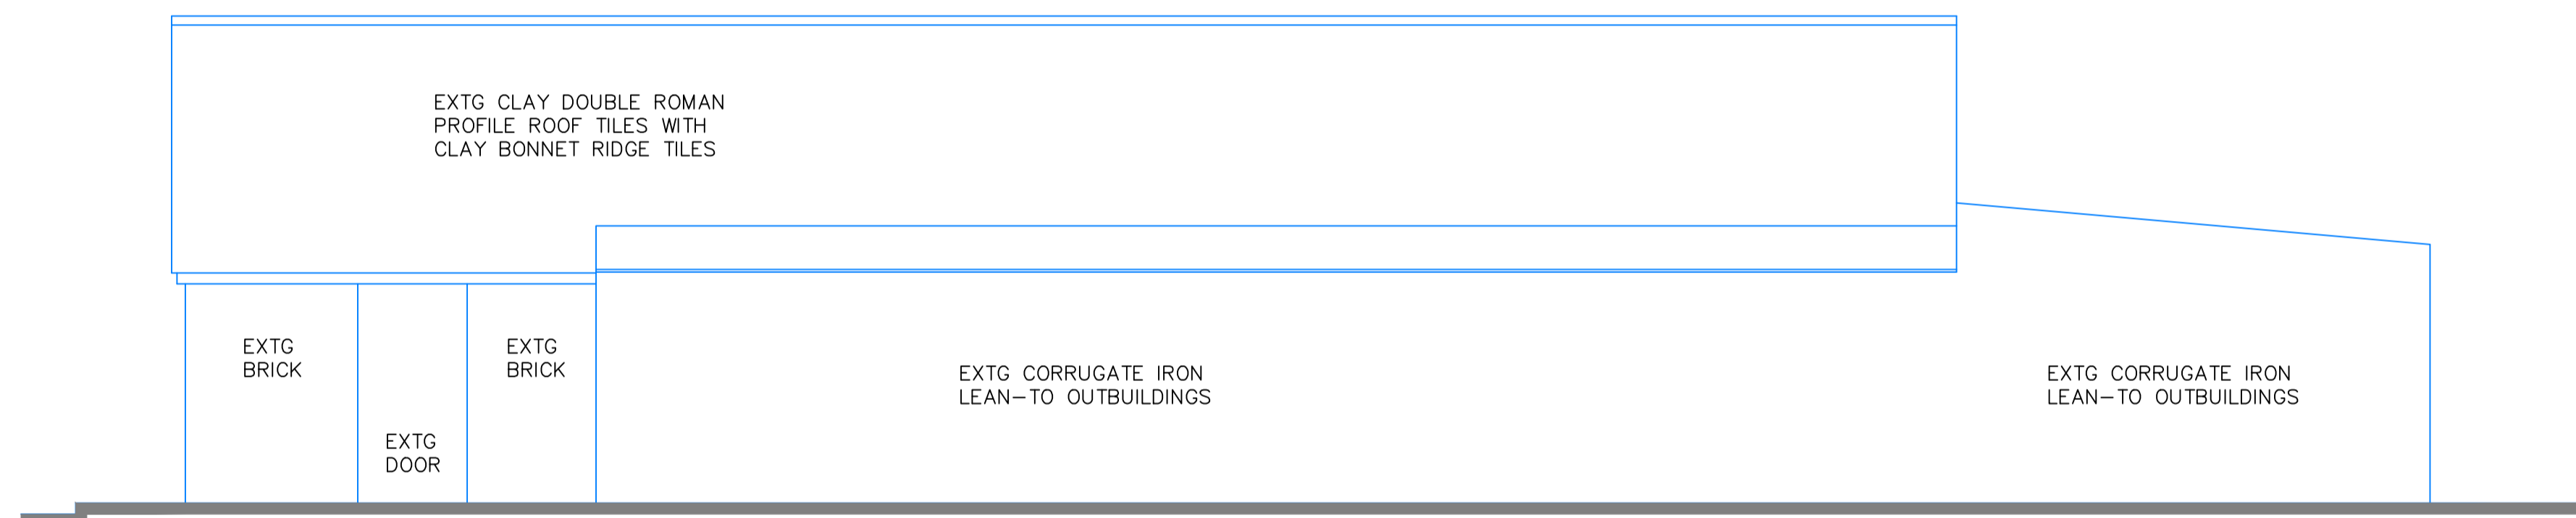 EXTG CLAY DOUBLE ROMAN
PROFILE ROOF TILES WITH
CLAY BONNET RIDGE TILES
EXTG
BRICK
EXTG
DOOR
EXTG
BRICK
EXTG CORRUGATE IRON
LEAN-TO OUTBUILDINGS
EXTG CORRUGATE IRON
LEAN-TO OUTBUILDINGS